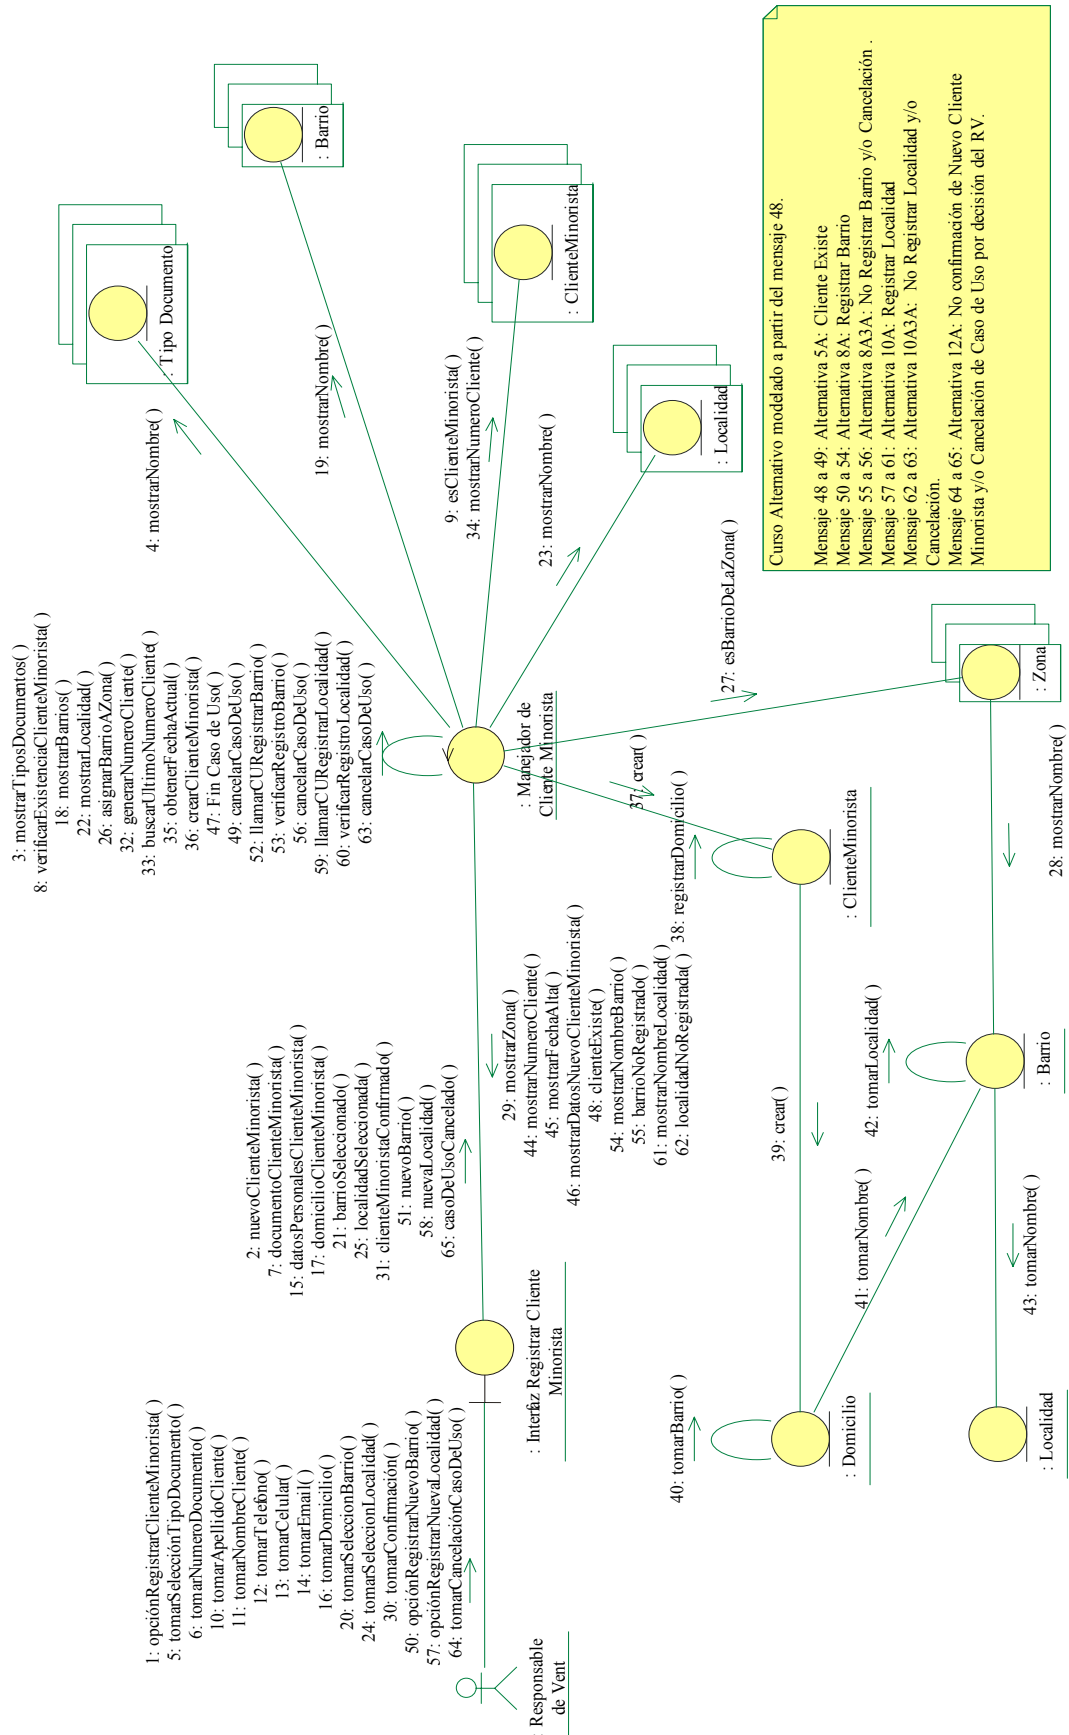 1: opciónRegistrarClienteMinorista( )
5: tomarSelecciónTipoDocumento( )
6: tomarNumeroDocumento( )
10: tomarApellidoCliente( )
11: tomarNombreCliente( )
12: tomarTelefono( )
13: tomarCelular( )
14: tomarEmail( )
16: tomarDomicilio( )
20: tomarSeleccionBarrio( )
24: tomarSeleccionLocalidad( )
30: tomarConfirmación( )
50: opciónRegistrarNuevoBarrio( )
57: opciónRegistrarNuevaLocalidad( )
64: tomarCancelaciónCasoDeUso( )
: Responsable
de Vent
2: nuevoClienteMinorista( )
7: documentoClienteMinorista( )
15: datosPersonalesClienteMinorista( )
17: domicilioClienteMinorista( )
21: barrioSeleccionado( )
25: localidadSeleccionada( )
31: clienteMinoristaConfirmado( )
51: nuevoBarrio( )
58: nuevaLocalidad( )
65: casoDeUsoCancelado( )
: Interfaz Registrar Cliente
Minorista
29: mostrarZona( )
44: mostrarNumeroCliente( )
45: mostrarFechaAlta( )
46: mostrarDatosNuevoClienteMinorista( )
48: clienteExiste( )
54: mostrarNombreBarrio( )
55: barrioNoRegistrado( )
61: mostrarNombreLocalidad( )
62: localidadNoRegistrada( )
3: mostrarTiposDocumentos( )
8: verificarExistenciaClienteMinorista( )
18: mostrarBarrios( )
22: mostrarLocalidad( )
26: asignarBarrioAZona( )
32: generarNumeroCliente( )
33: buscarUltimoNumeroCliente( )
35: obtenerFechaActual( )
36: crearClienteMinorista( )
47: Fin Caso de Uso( )
49: cancelarCasoDeUso( )
52: llamarCURegistrarBarrio( )
53: verificarRegistroBarrio( )
56: cancelarCasoDeUso( )
59: llamarCURegistrarLocalidad( )
60: verificarRegistroLocalidad( )
63: cancelarCasoDeUso( )
: Manejador de
Cliente Minorista
4: mostrarNombre( )
: Tipo Documento
19: mostrarNombre( )
: Barrio
9: esClienteMinorista( )
34: mostrarNumeroCliente( )
: ClienteMinorista
23: mostrarNombre( )
: Localidad
27: esBarrioDeLaZona( )
: Zona
28: mostrarNombre( )
37: crear( )
38: registrarDomicilio( )
: ClienteMinorista
39: crear( )
40: tomarBarrio( )
: Domicilio
41: tomarNombre( )
42: tomarLocalidad( )
: Barrio
43: tomarNombre( )
: Localidad
Curso Alternativo modelado a partir del mensaje 48.
Mensaje 48 a 49: Alternativa 5A: Cliente Existe
Mensaje 50 a 54: Alternativa 8A: Registrar Barrio
Mensaje 55 a 56: Alternativa 8A3A: No Registrar Barrio y/o Cancelación .
Mensaje 57 a 61: Alternativa 10A: Registrar Localidad
Mensaje 62 a 63: Alternativa 10A3A: No Registrar Localidad y/o
Cancelación.
Mensaje 64 a 65: Alternativa 12A: No confirmación de Nuevo Cliente
Minorista y/o Cancelación de Caso de Uso por decisión del RV.